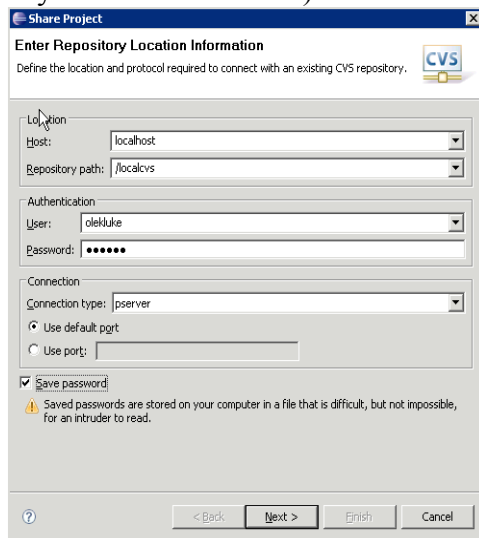 Share Project
Enter Repository Location Information
Define the location and protocol required to connect with an existing CVS repository.
CVS
Location
Host: localhost
Repository path: /localcvs
Authentication
User: olekluke
Password: ●●●●●●
Connection
Connection type: pserver
Use default port
Use port:
Save password
Saved passwords are stored on your computer in a file that is difficult, but not impossible,
for an intruder to read.
< Back Next > Finish Cancel